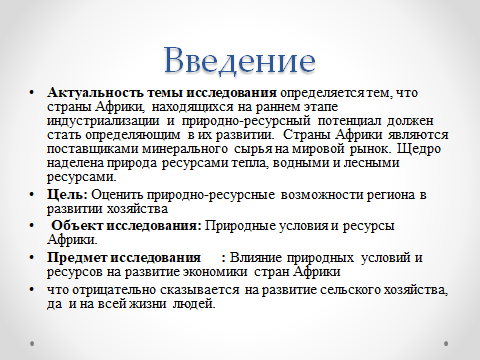 Введение
• Актуальность темы исследования определяется тем, что
страны Африки, находящихся на раннем этапе
индустриализации и природно-ресурсный потенциал должен
стать определяющим в их развитии. Страны Африки являются
поставщиками минерального сырья на мировой рынок. Щедро
наделена природа ресурсами тепла, водными и лесными
ресурсами.
• Цель: Оценить природно-ресурсные возможности региона в
развитии хозяйства
• Объект исследования: Природные условия и ресурсы
Африки.
• Предмет исследования : Влияние природных условий и
ресурсов на развитие экономики стран Африки
• что отрицательно сказывается на развитие сельского хозяйства,
да и на всей жизни людей.